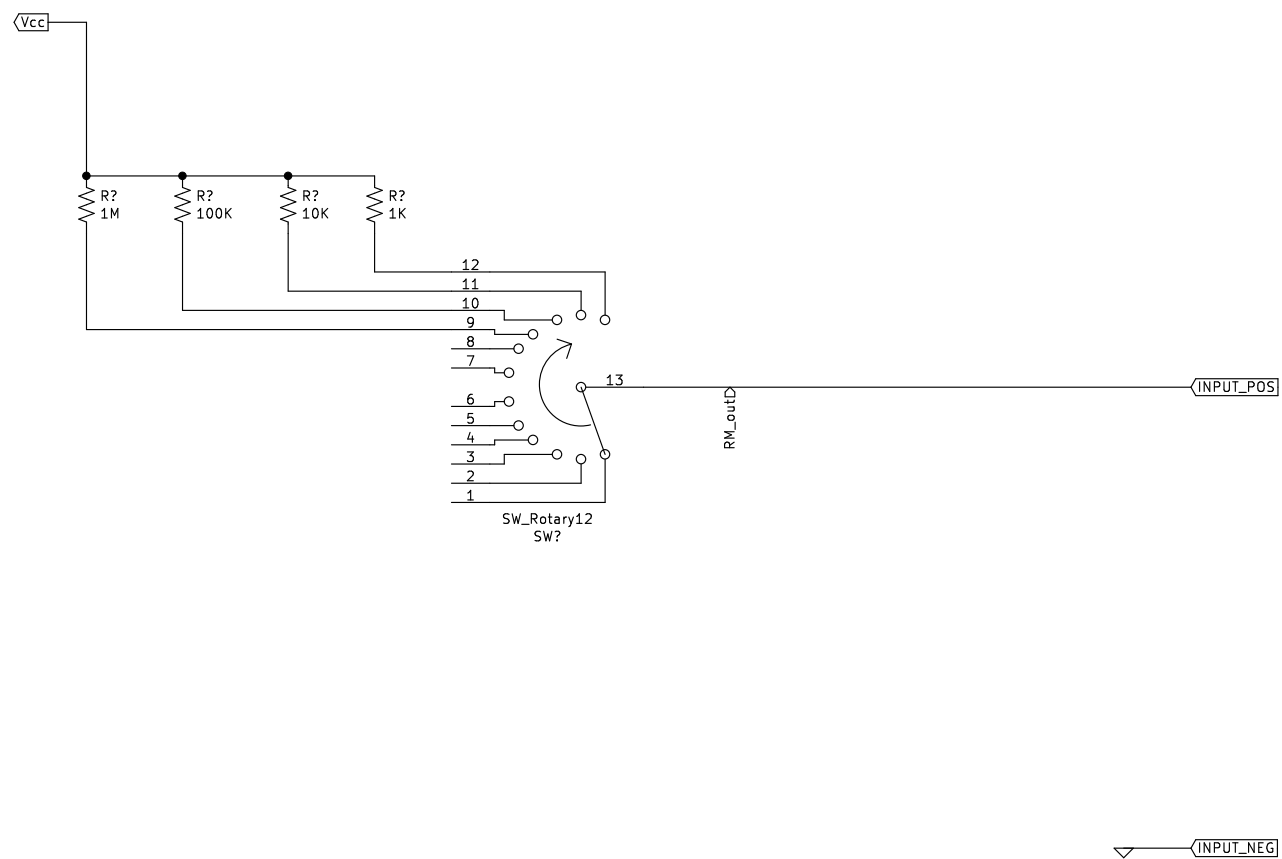 Vcc
R?
1M
R?
100K
R?
10K
R?
1K
12
11
10
9
8
7
6
5
4
3
2
1
13
RM_out
INPUT_POS
SW_Rotary12
SW?
INPUT_NEG